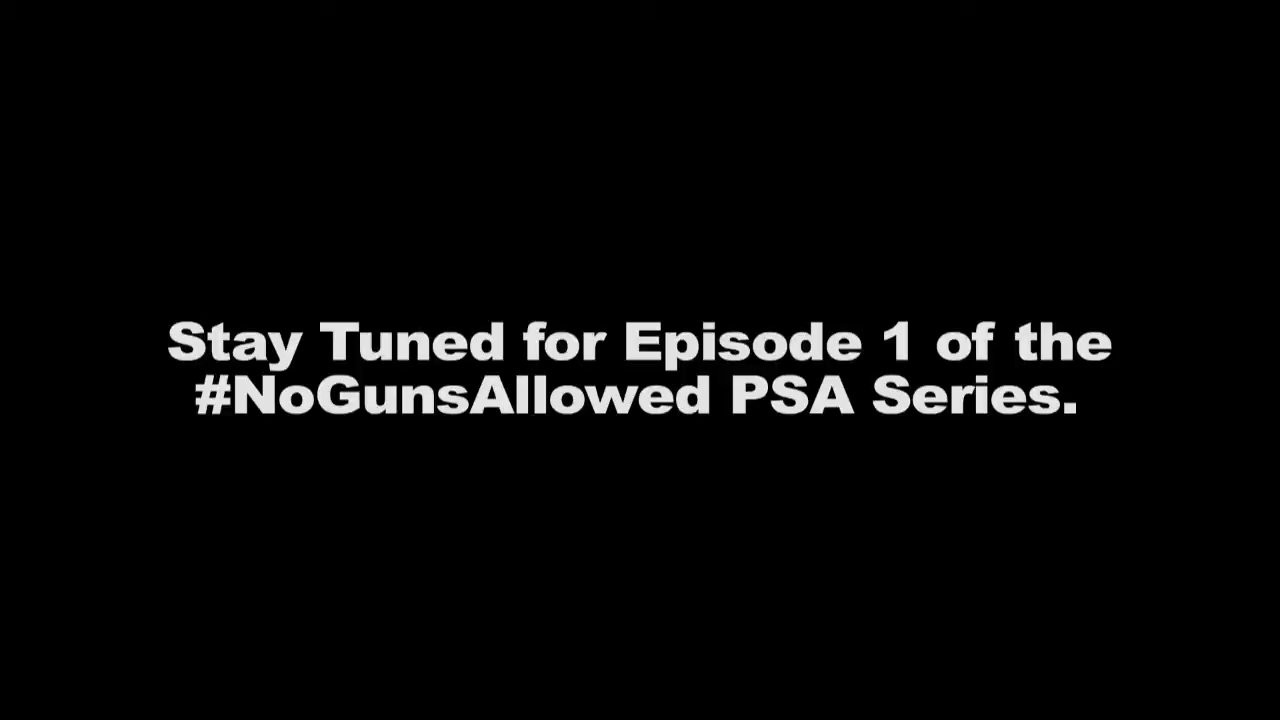 Stay Tuned for Episode 1 of the
#NoGunsAllowed PSA Series.